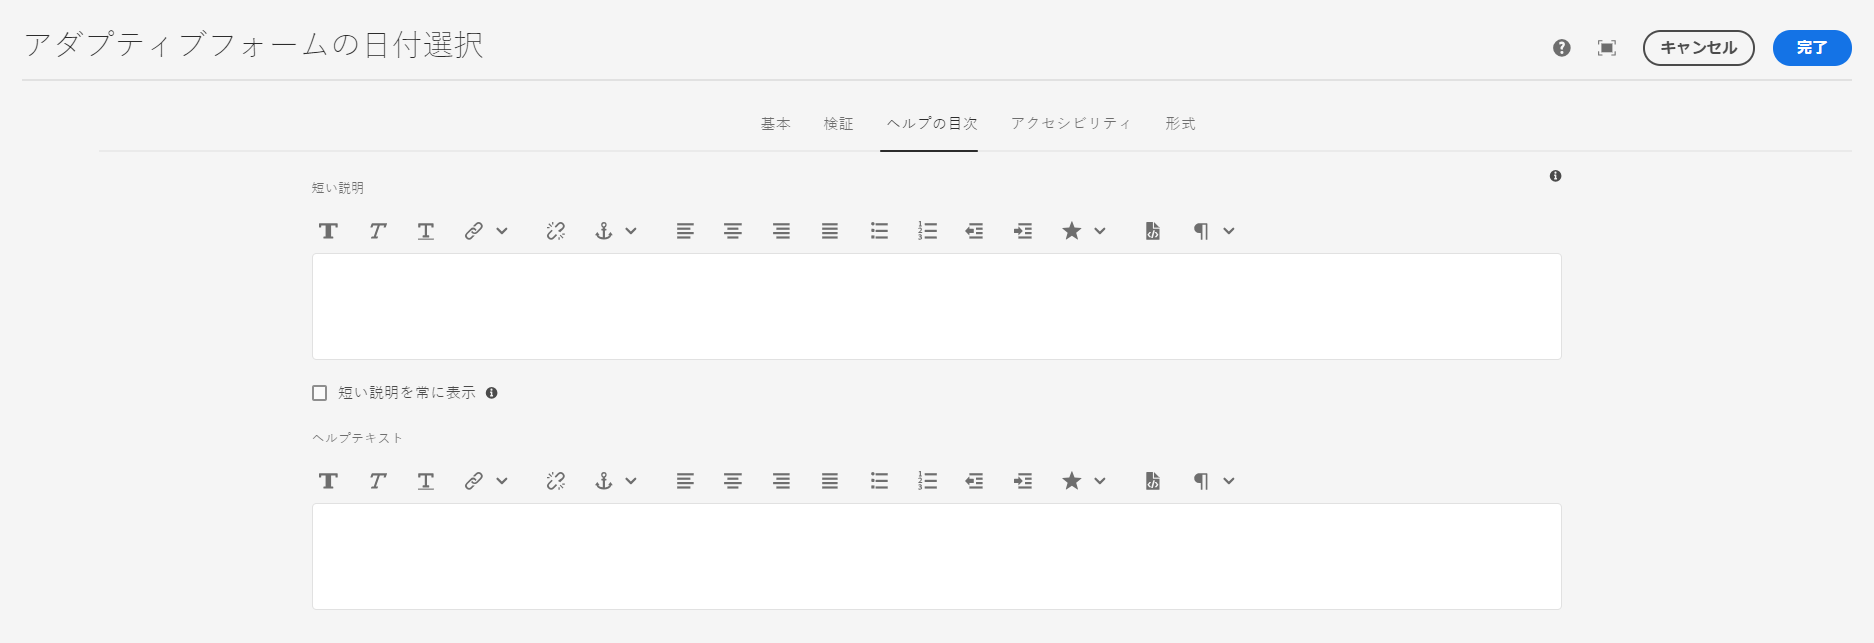 アダプティブフォームの日付選択
キャンセル 完了
基本 検証 ヘルプの目次 アクセシビリティ 形式
短い説明
短い説明を常に表示
ヘルプテキスト